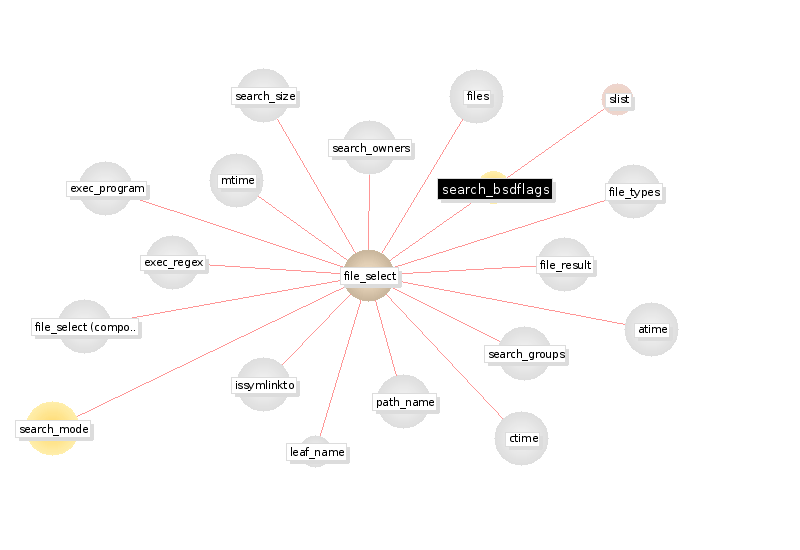 search_size
files
slist
search_owners
mtime
exec_program
search_bsdflags
file_types
exec_regex
file_result
file_select
file_select (compo..
atime
search_groups
issymlinkto
path_name
search_mode
ctime
leaf_name